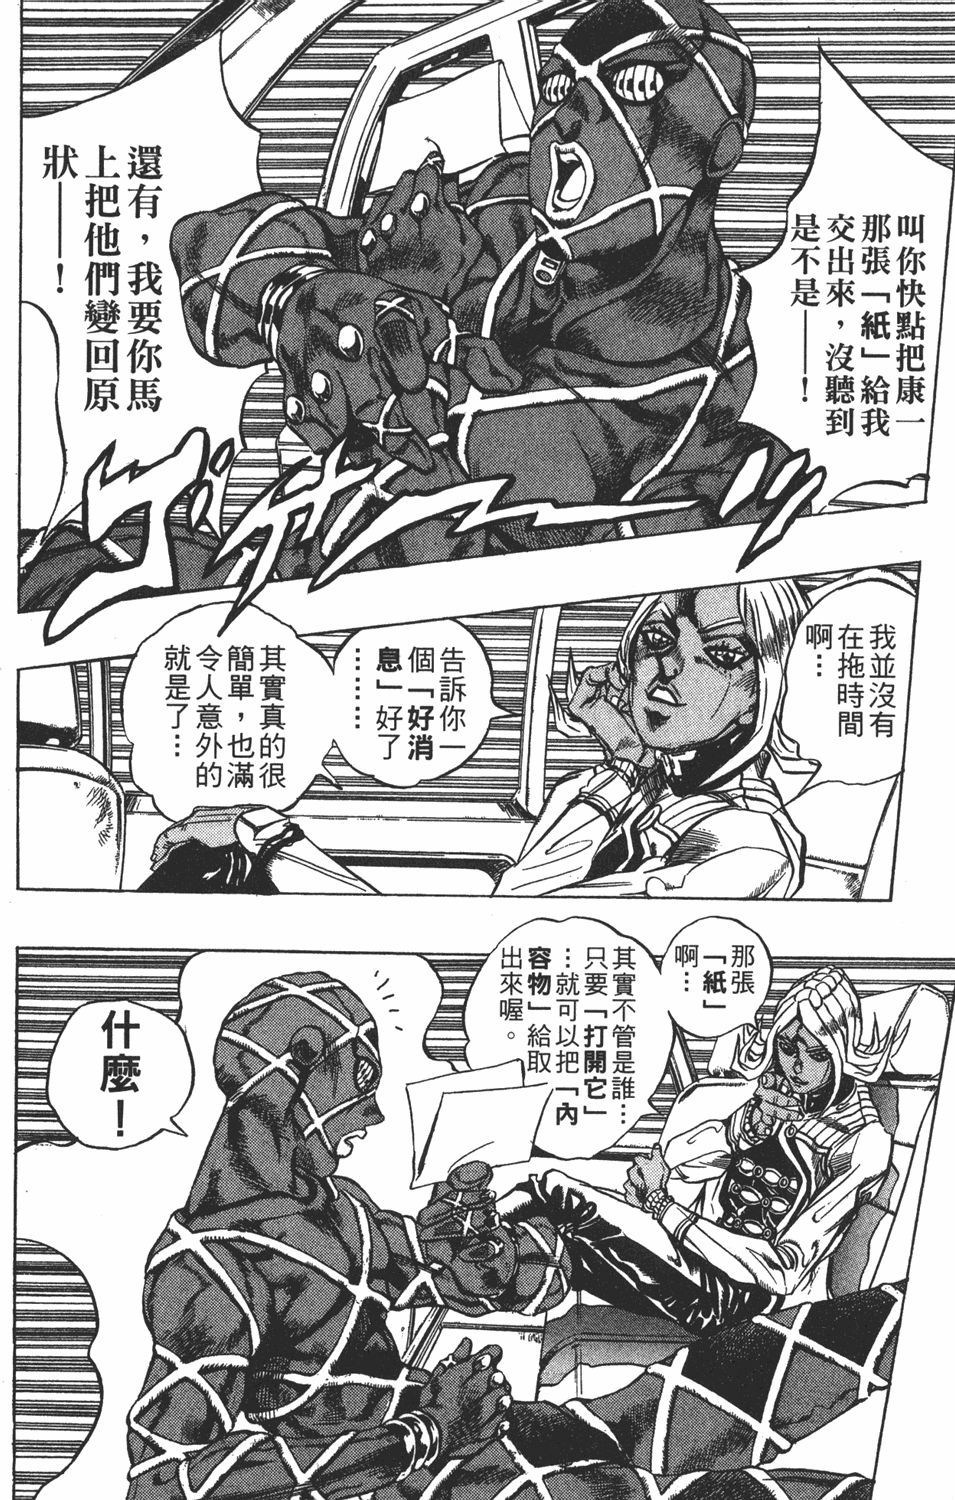 叫你快點把康一
那張「紙」給我
交出來，沒聽到
是不是——！
還有，我要你馬
上把他們變回原
狀——！
ゴオーッ
我並沒有
在拖時間
啊…
告訴你一
個「好消
息」好了
………
其實真的很
簡單，也滿
令人意外的
就是了…
那張
「紙」
啊…
其實不管是誰…
只要「打開它」
…就可以把「內
容物」給取
出來喔。
什麼！